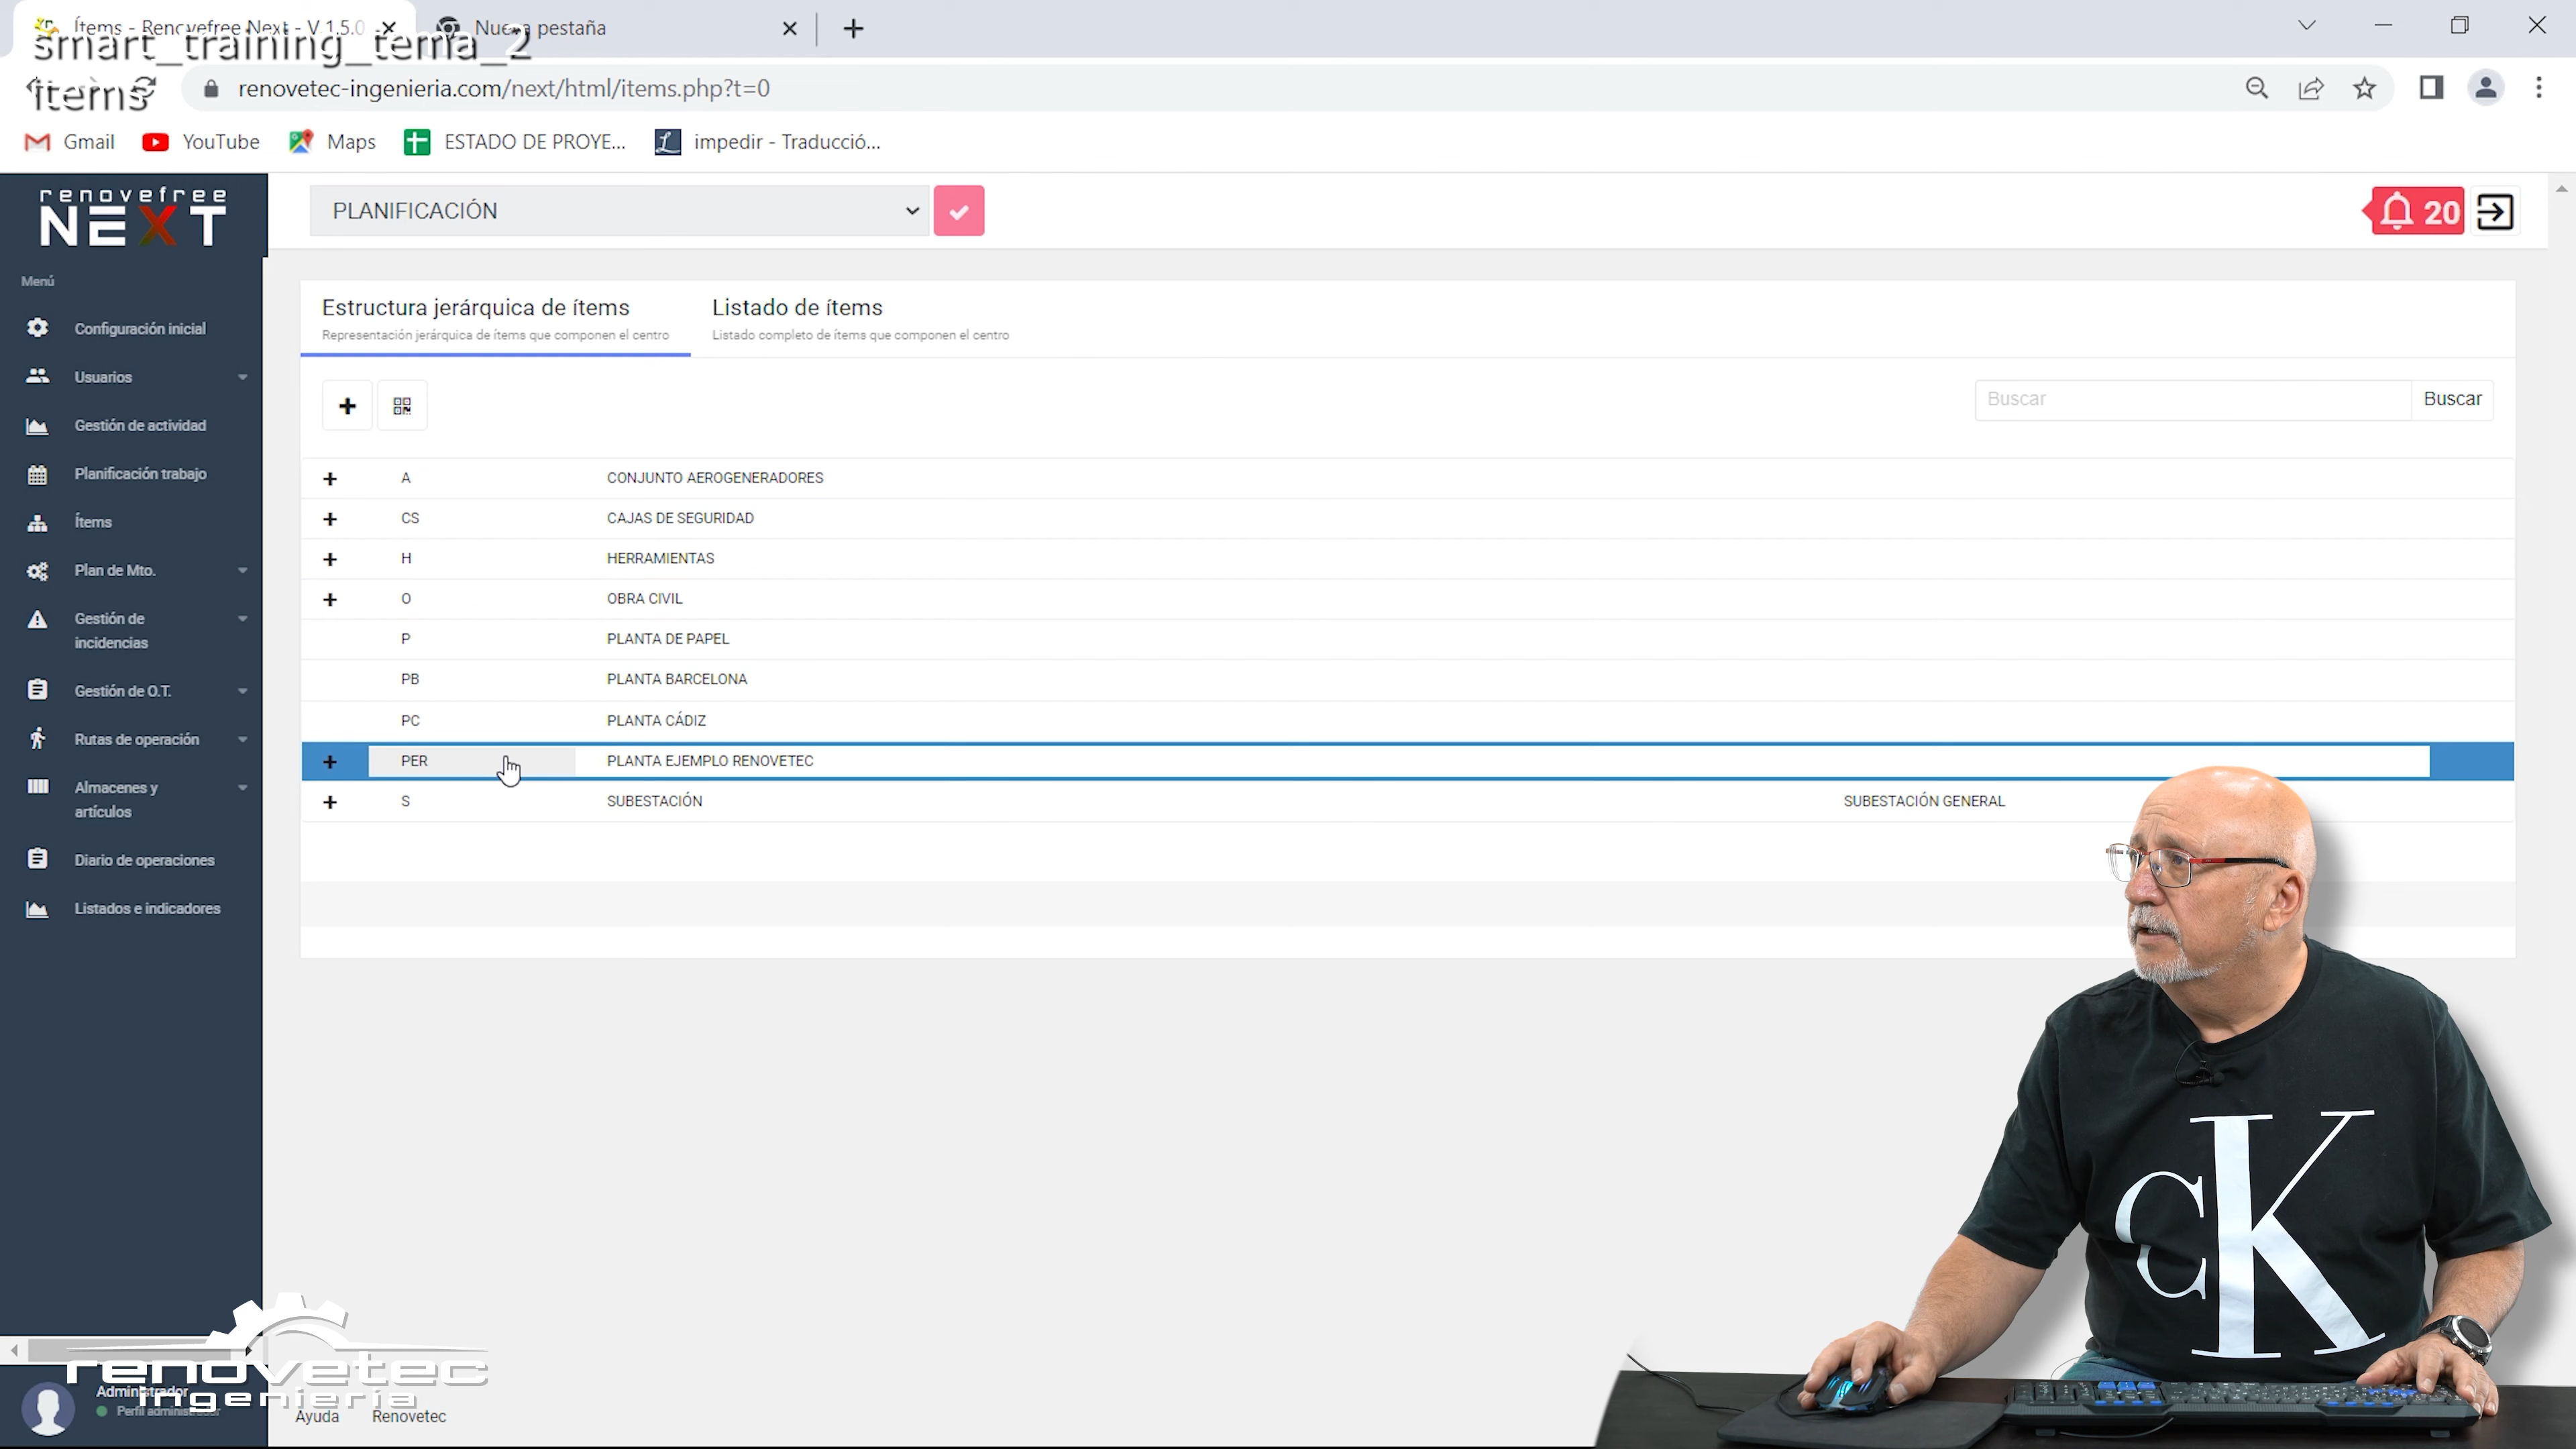 Ítems - Renovefree Next - V 1.5.0
Nueva pestaña
smart_training_tema_2
items
renovetec-ingenieria.com/next/html/items.php?t=0
Gmail
YouTube
Maps
ESTADO DE PROYE...
impedir - Traducció...
renovefree
NEXT
PLANIFICACIÓN
20
Menú
Configuración inicial
Usuarios
Gestión de actividad
Planificación trabajo
Ítems
Plan de Mto.
Gestión de
incidencias
Gestión de O.T.
Rutas de operación
Almacenes y
artículos
Diario de operaciones
Listados e indicadores
Estructura jerárquica de ítems
Representación jerárquica de ítems que componen el centro
Listado de ítems
Listado completo de ítems que componen el centro
Buscar
Buscar
A CONJUNTO AEROGENERADORES
CS CAJAS DE SEGURIDAD
H HERRAMIENTAS
O OBRA CIVIL
P PLANTA DE PAPEL
PB PLANTA BARCELONA
PC PLANTA CÁDIZ
PER PLANTA EJEMPLO RENOVETEC
S SUBESTACIÓN SUBESTACIÓN GENERAL
CK
renovetec
ingeniería
Administrador
Perfil administrador
Ayuda
Renovetec